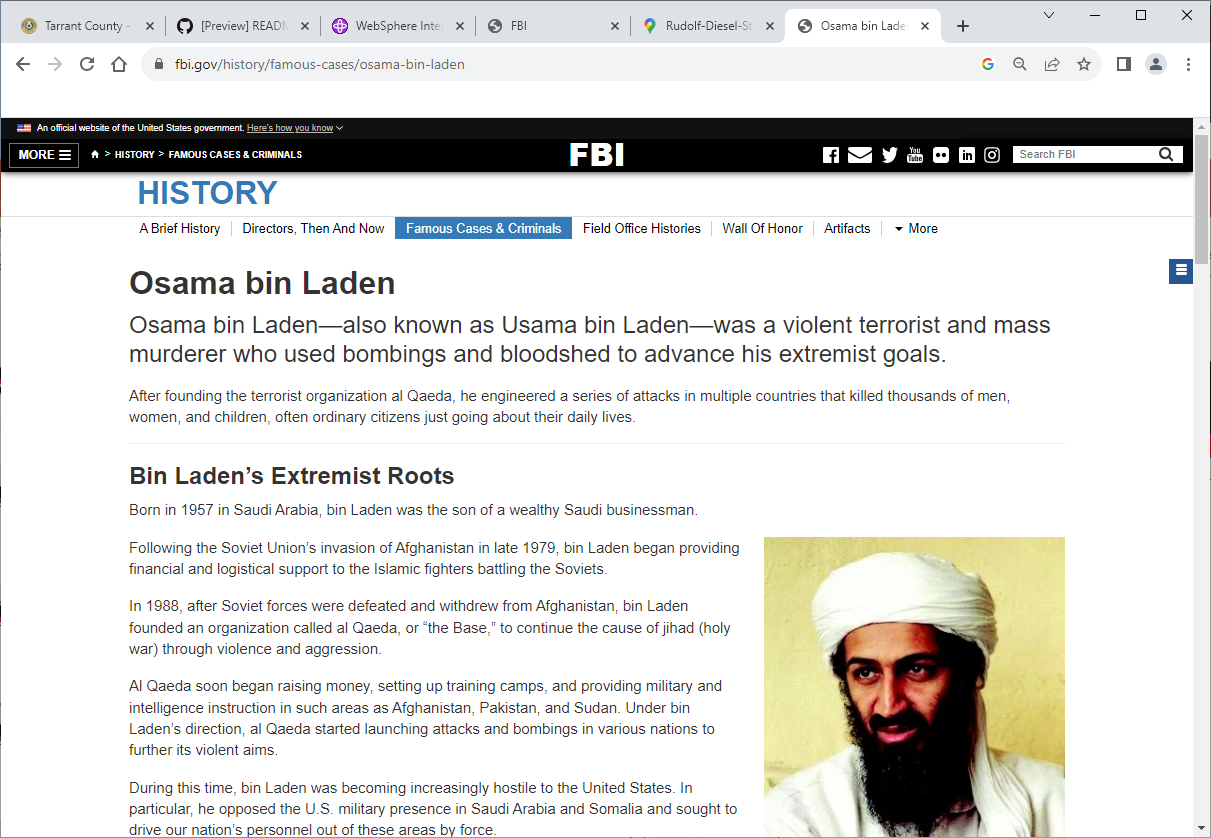 Tarrant County -
[Preview] READM
WebSphere Inte
FBI
Rudolf-Diesel-St
Osama bin Lade
fbi.gov/history/famous-cases/osama-bin-laden
An official website of the United States government. Here's how you know
MORE
> HISTORY > FAMOUS CASES & CRIMINALS
FBI
You
Tube
Search FBI
HISTORY
A Brief History
Directors, Then And Now
Famous Cases & Criminals
Field Office Histories
Wall Of Honor
Artifacts
More
Osama bin Laden
Osama bin Laden—also known as Usama bin Laden—was a violent terrorist and mass
murderer who used bombings and bloodshed to advance his extremist goals.
After founding the terrorist organization al Qaeda, he engineered a series of attacks in multiple countries that killed thousands of men,
women, and children, often ordinary citizens just going about their daily lives.
Bin Laden’s Extremist Roots
Born in 1957 in Saudi Arabia, bin Laden was the son of a wealthy Saudi businessman.
Following the Soviet Union’s invasion of Afghanistan in late 1979, bin Laden began providing
financial and logistical support to the Islamic fighters battling the Soviets.
In 1988, after Soviet forces were defeated and withdrew from Afghanistan, bin Laden
founded an organization called al Qaeda, or “the Base,” to continue the cause of jihad (holy
war) through violence and aggression.
Al Qaeda soon began raising money, setting up training camps, and providing military and
intelligence instruction in such areas as Afghanistan, Pakistan, and Sudan. Under bin
Laden’s direction, al Qaeda started launching attacks and bombings in various nations to
further its violent aims.
During this time, bin Laden was becoming increasingly hostile to the United States. In
particular, he opposed the U.S. military presence in Saudi Arabia and Somalia and sought to
drive our nation’s personnel out of these areas by force.